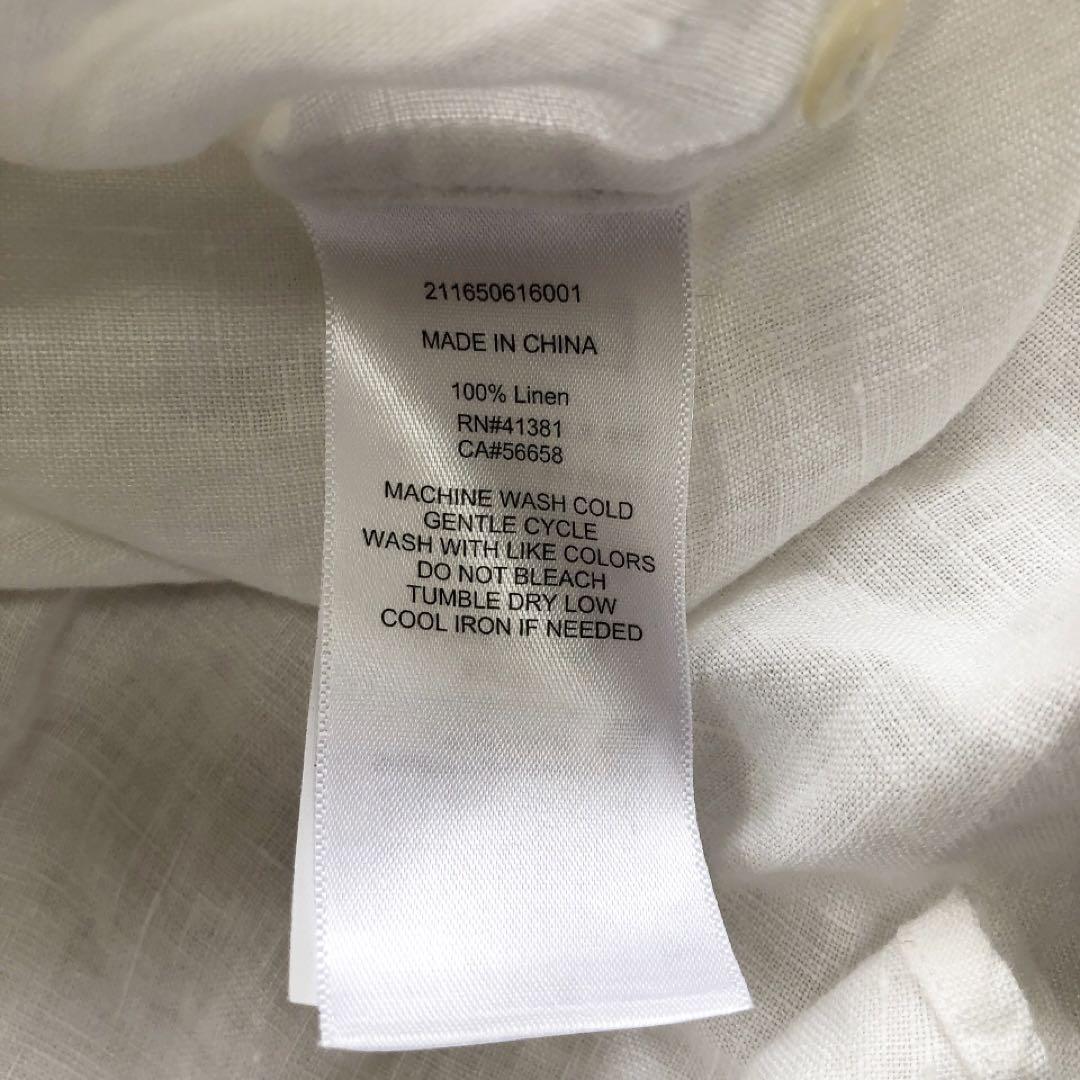 211650616001
MADE IN CHINA
100% Linen
RN#41381
CA#56658
MACHINE WASH COLD
GENTLE CYCLE
WASH WITH LIKE COLORS
DO NOT BLEACH
TUMBLE DRY LOW
COOL IRON IF NEEDED